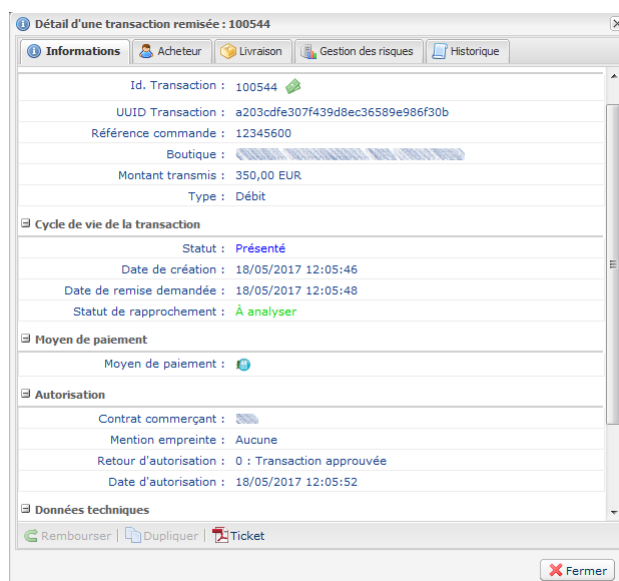 Détail d'une transaction remisée : 100544
Informations Acheteur Livraison Gestion des risques Historique
Id. Transaction : 100544
UUID Transaction : a203cdfe307f439d8ec36589e986f30b
Référence commande : 12345600
Boutique :
Montant transmis : 350,00 EUR
Type : Débit
Cycle de vie de la transaction
Statut : Présenté
Date de création : 18/05/2017 12:05:46
Date de remise demandée : 18/05/2017 12:05:48
Statut de rapprochement : À analyser
Moyen de paiement
Moyen de paiement :
Autorisation
Contrat commerçant :
Mention empreinte : Aucune
Retour d'autorisation : 0 : Transaction approuvée
Date d'autorisation : 18/05/2017 12:05:52
Données techniques
Rembourser | Dupliquer | Ticket
Fermer